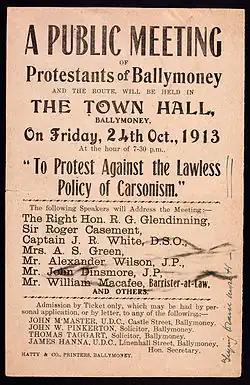 A PUBLIC MEETING
OF
Protestants of Ballymoney
AND THE ROUTE, WILL BE HELD IN
THE TOWN HALL,
BALLYMONEY,
On Friday, 24th Oct., 1913
At the hour of 7-30 p.m.,
"To Protest Against the Lawless
Policy of Carsonism."
The following Speakers will Address the Meeting:—
The Right Hon. R. G. Glendinning,
Sir Roger Casement,
Captain J. R. White, D.S.O.,
Mrs. A. S. Green,
Mr. Alexander Wilson, J.P.,
Mr. John Dinsmore, J.P.,
Mr. William Macafee, Barrister-at-Law,
AND OTHERS.
Admission by Ticket only, which may be had by personal
application, or by letter, to any of the following:—
JOHN M'MASTER, U.D.C., Castle Street, Ballymoney.
W. PINKERTON, Solicitor, Ballymoney.
THOMAS TAGGART, Solicitor, Ballymoney.
JAMES HANNA, U.D.C., Linenhall Street, Ballymoney.
Hon. Secretary.
HATTY & CO., PRINTERS, BALLYMONEY.